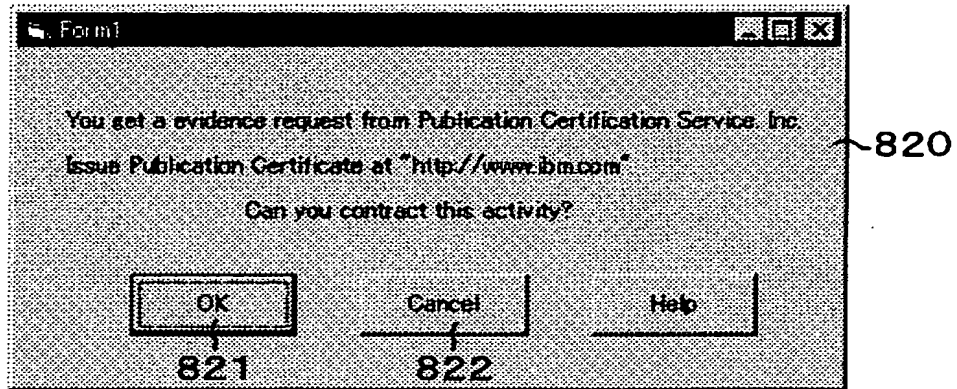 Form1
You get a evidence request from Publication Certification Service. Inc.
Issue Publication Certificate at "http://www.ibm.com"
Can you contract this activity?
OK
Cancel
Help
820
821
822